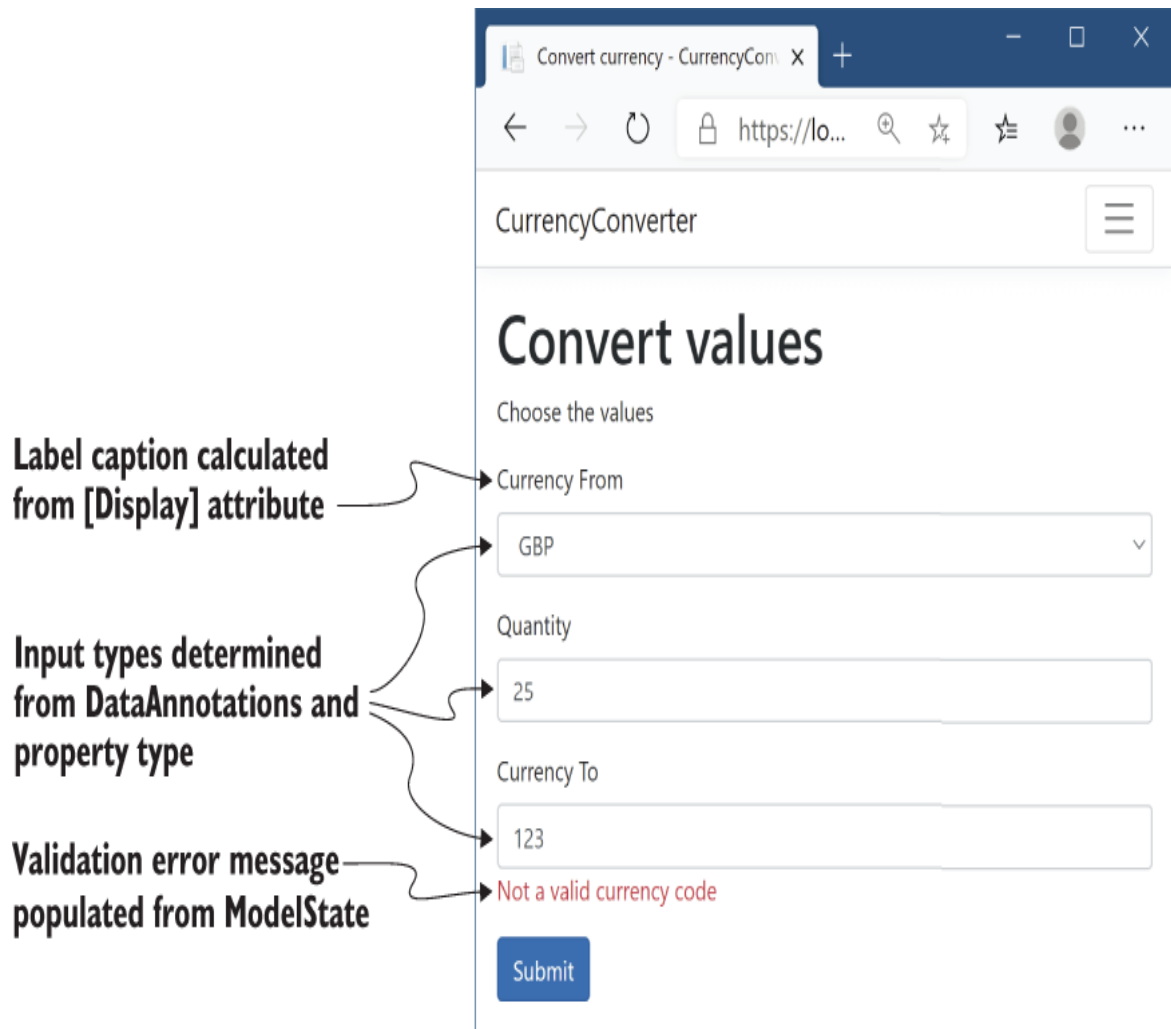 Convert currency - CurrencyCon
https://lo...
CurrencyConverter
Convert values
Choose the values
Label caption calculated
from [Display] attribute
Currency From
GBP
Quantity
Input types determined
from DataAnnotations and
property type
25
Currency To
123
Validation error message
populated from ModelState
Not a valid currency code
Submit